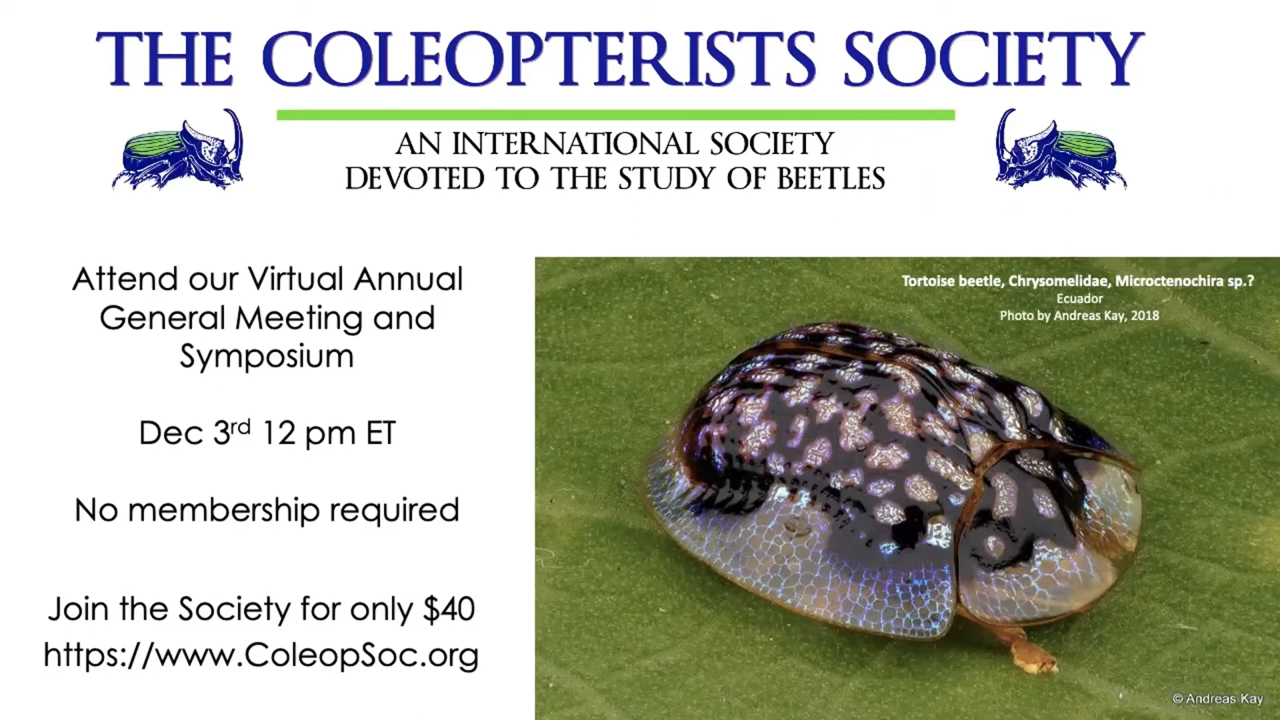 THE COLEOPTERISTS SOCIETY
AN INTERNATIONAL SOCIETY
DEVOTED TO THE STUDY OF BEETLES
Attend our Virtual Annual
General Meeting and
Symposium
Dec 3rd 12 pm ET
No membership required
Join the Society for only $40
https://www.ColeopSoc.org
Tortoise beetle, Chrysomelidae, Microctenochira sp.?
Ecuador
Photo by Andreas Kay, 2018
© Andreas Kay